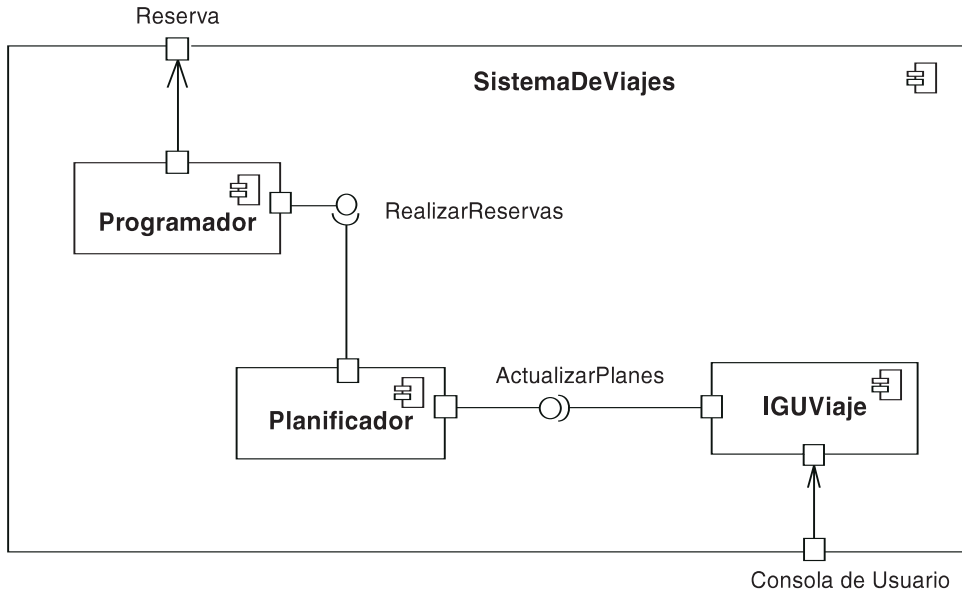 Reserva
SistemaDeViajes
Programador
RealizarReservas
ActualizarPlanes
Planificador
IGUViaje
Consola de Usuario